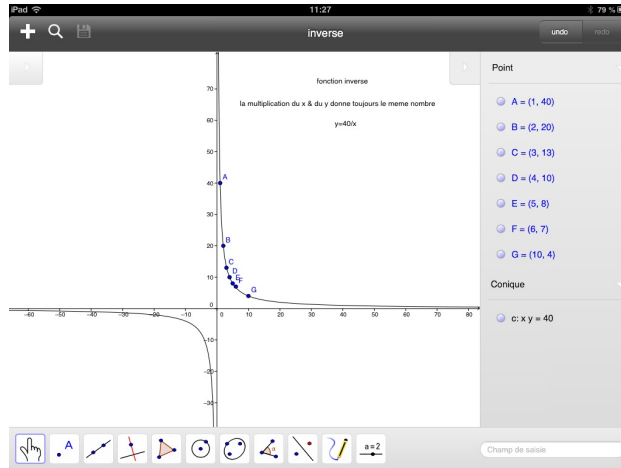 iPad 11:27 79 %
inverse
undo redo
fonction inverse
la multiplication du x & du y donne toujours le meme nombre
y=40/x
Point
A = (1, 40)
B = (2, 20)
C = (3, 13)
D = (4, 10)
E = (5, 8)
F = (6, 7)
G = (10, 4)
Conique
c: x y = 40
70
60
50
40
30
20
10
0
-10
-20
-30
-60 -50 -40 -30 -20 -10 0 10 20 30 40 50 60 70 80
A
B
C
D
E
F
G
A
a
a = 2
Champ de saisie